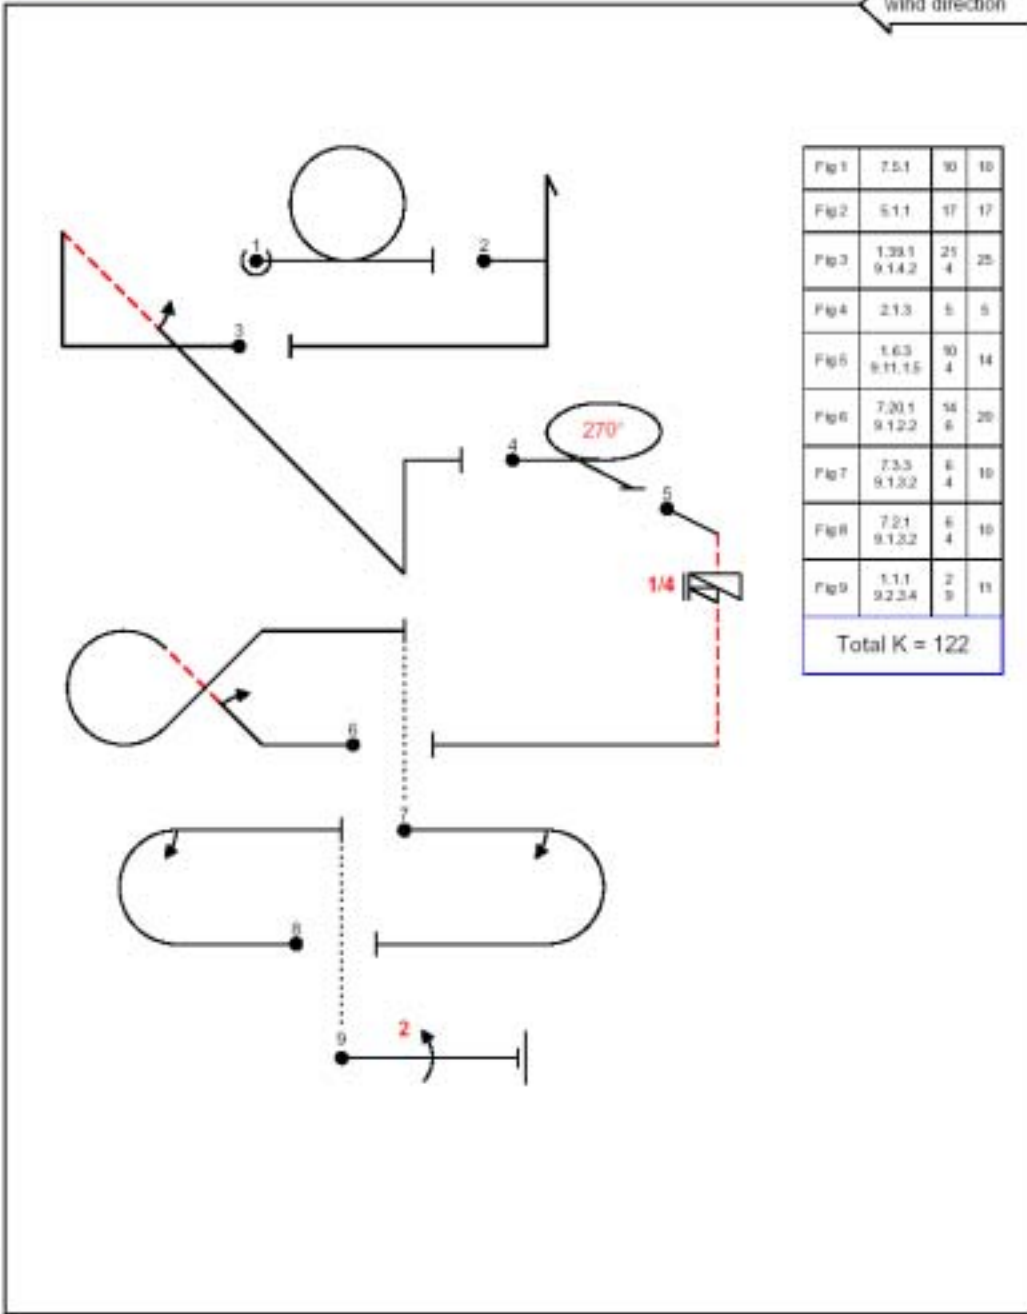 wind direction
1
2
3
270°
4
5
1/4
6
7
8
9
2
Fig 1 7.5.1 10 10
Fig 2 5.1.1 17 17
Fig 3 1.39.1 21 25
9.1.4.2 4
Fig 4 2.1.3 5 5
Fig 5 1.6.3 10 14
9.11.1.5 4
Fig 6 7.20.1 14 20
9.1.2.2 6
Fig 7 7.3.3 6 10
9.1.3.2 4
Fig 8 7.2.1 6 10
9.1.3.2 4
Fig 9 1.1.1 2 11
9.2.3.4 9
Total K = 122